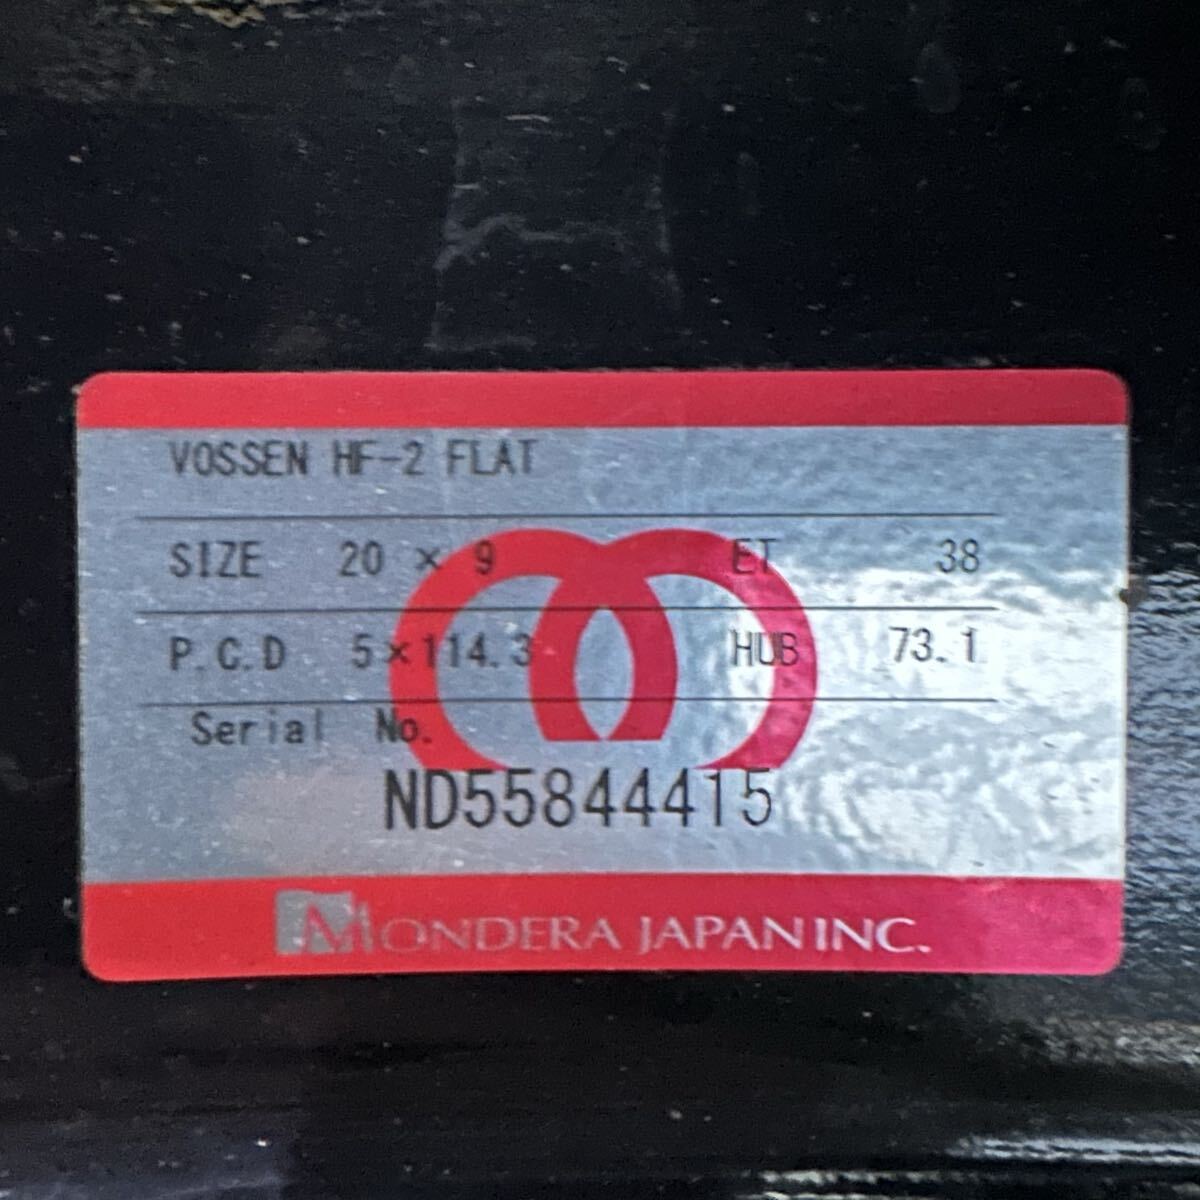 VOSSEN HF-2 FLAT
SIZE 20 × 9 ET 38
P.C.D 5×114.3 HUB 73.1
Serial No.
ND55844415
MONDERA JAPAN INC.